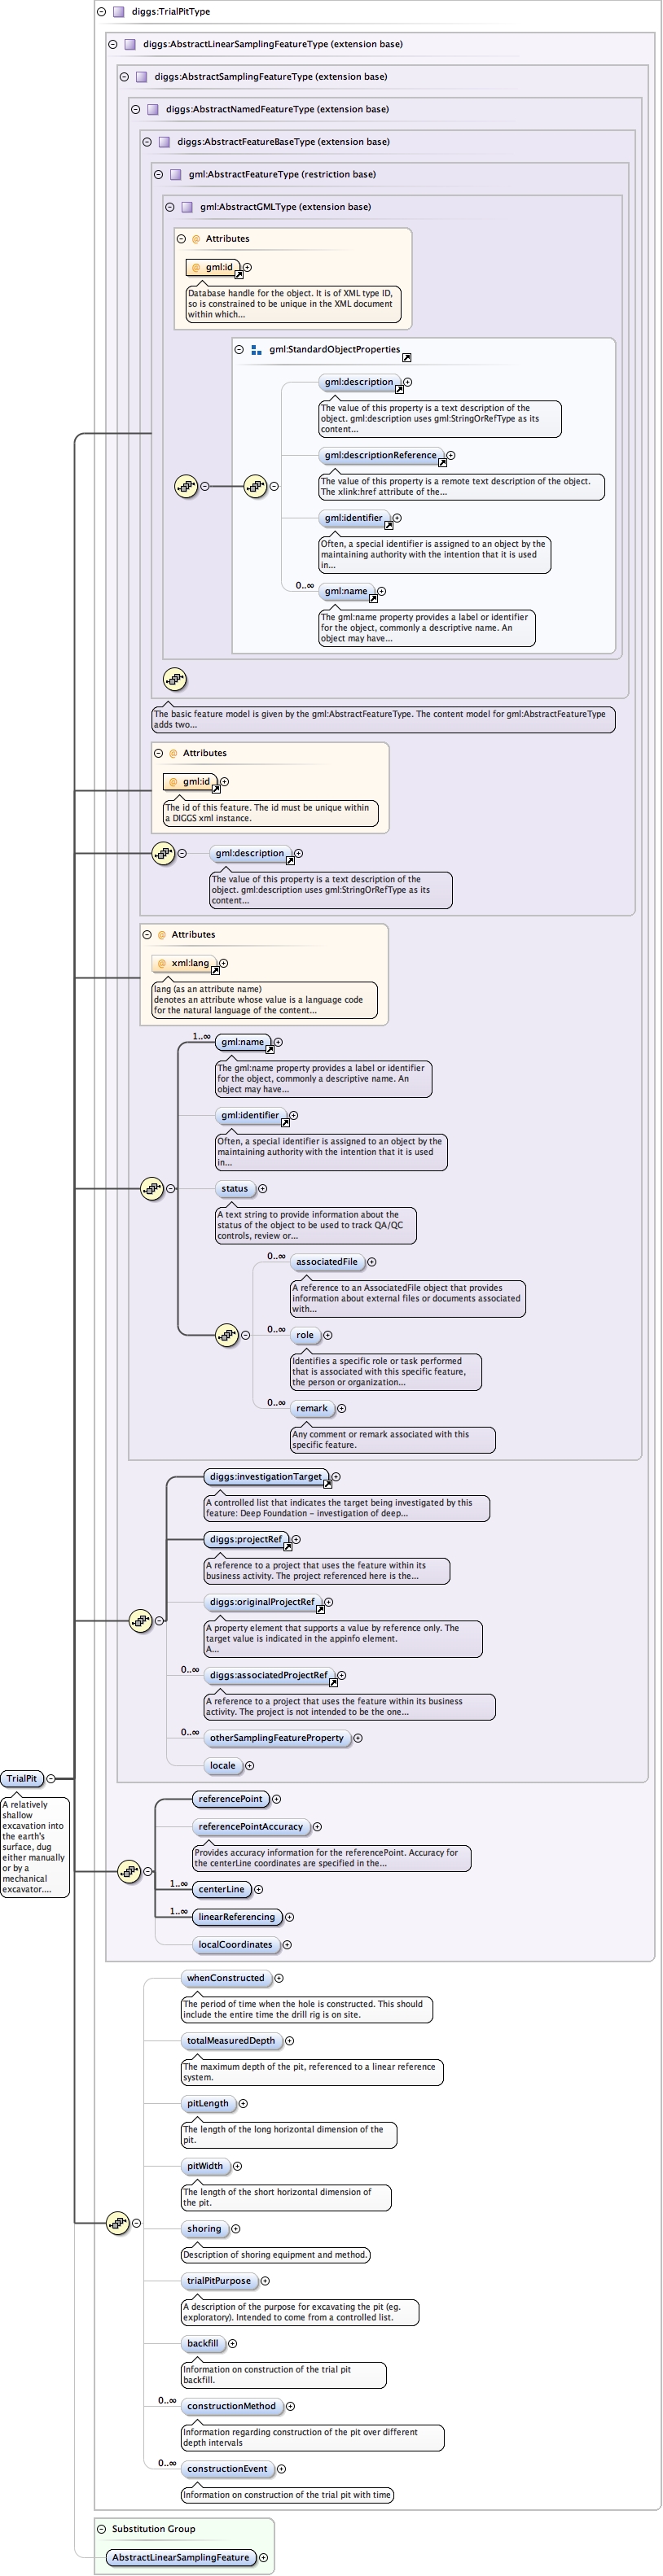 diggs:TrialPitType
diggs:AbstractLinearSamplingFeatureType (extension base)
diggs:AbstractSamplingFeatureType (extension base)
diggs:AbstractNamedFeatureType (extension base)
diggs:AbstractFeatureBaseType (extension base)
gml:AbstractFeatureType (restriction base)
gml:AbstractGMLType (extension base)
@ Attributes
@ gml:id
Database handle for the object. It is of XML type ID,
so is constrained to be unique in the XML document
within which...
gml:StandardObjectProperties
gml:description
The value of this property is a text description of the
object. gml:description uses gml:StringOrRefType as its
content...
gml:descriptionReference
The value of this property is a remote text description of the object.
The xlink:href attribute of the...
gml:identifier
Often, a special identifier is assigned to an object by the
maintaining authority with the intention that it is used
in...
0..∞
gml:name
The gml:name property provides a label or identifier
for the object, commonly a descriptive name. An
object may have...
The basic feature model is given by the gml:AbstractFeatureType. The content model for gml:AbstractFeatureType
adds two...
@ Attributes
@ gml:id
The id of this feature. The id must be unique within
a DIGGS xml instance.
gml:description
The value of this property is a text description of the
object. gml:description uses gml:StringOrRefType as its
content...
@ Attributes
@ xml:lang
lang (as an attribute name)
denotes an attribute whose value is a language code
for the natural language of the content...
1..∞
gml:name
The gml:name property provides a label or identifier
for the object, commonly a descriptive name. An
object may have...
gml:identifier
Often, a special identifier is assigned to an object by the
maintaining authority with the intention that it is used
in...
status
A text string to provide information about the
status of the object to be used to track QA/QC
controls, review or...
0..∞
associatedFile
A reference to an AssociatedFile object that provides
information about external files or documents associated
with...
0..∞
role
Identifies a specific role or task performed
that is associated with this specific feature,
the person or organization...
0..∞
remark
Any comment or remark associated with this
specific feature.
diggs:investigationTarget
A controlled list that indicates the target being investigated by this
feature: Deep Foundation – investigation of deep...
diggs:projectRef
A reference to a project that uses the feature within its
business activity. The project referenced here is the...
diggs:originalProjectRef
A property element that supports a value by reference only. The
target value is indicated in the appinfo element.
A...
0..∞
diggs:associatedProjectRef
A reference to a project that uses the feature within its business
activity. The project is not intended to be the one...
0..∞
otherSamplingFeatureProperty
locale
TrialPit
A relatively
shallow
excavation into
the earth's
surface, dug
either manually
or by a
mechanical
excavator....
referencePoint
referencePointAccuracy
Provides accuracy information for the referencePoint. Accuracy for
the centerLine coordinates are specified in the...
1..∞
centerLine
1..∞
linearReferencing
localCoordinates
whenConstructed
The period of time when the hole is constructed. This should
include the entire time the drill rig is on site.
totalMeasuredDepth
The maximum depth of the pit, referenced to a linear reference
system.
pitLength
The length of the long horizontal dimension of the
pit.
pitWidth
The length of the short horizontal dimension of
the pit.
shoring
Description of shoring equipment and method.
trialPitPurpose
A description of the purpose for excavating the pit (eg.
exploratory). Intended to come from a controlled list.
backfill
Information on construction of the trial pit
backfill.
0..∞
constructionMethod
Information regarding construction of the pit over different
depth intervals
0..∞
constructionEvent
Information on construction of the trial pit with time
Substitution Group
AbstractLinearSamplingFeature